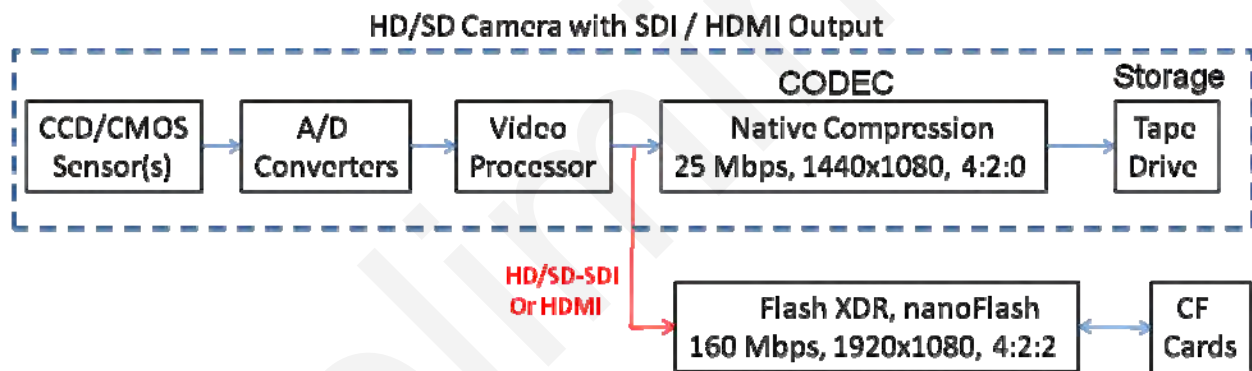 HD/SD Camera with SDI / HDMI Output
CODEC
Storage
CCD/CMOS
Sensor(s)
A/D
Converters
Video
Processor
Native Compression
25 Mbps, 1440x1080, 4:2:0
Tape
Drive
HD/SD-SDI
Or HDMI
Flash XDR, nanoFlash
160 Mbps, 1920x1080, 4:2:2
CF
Cards